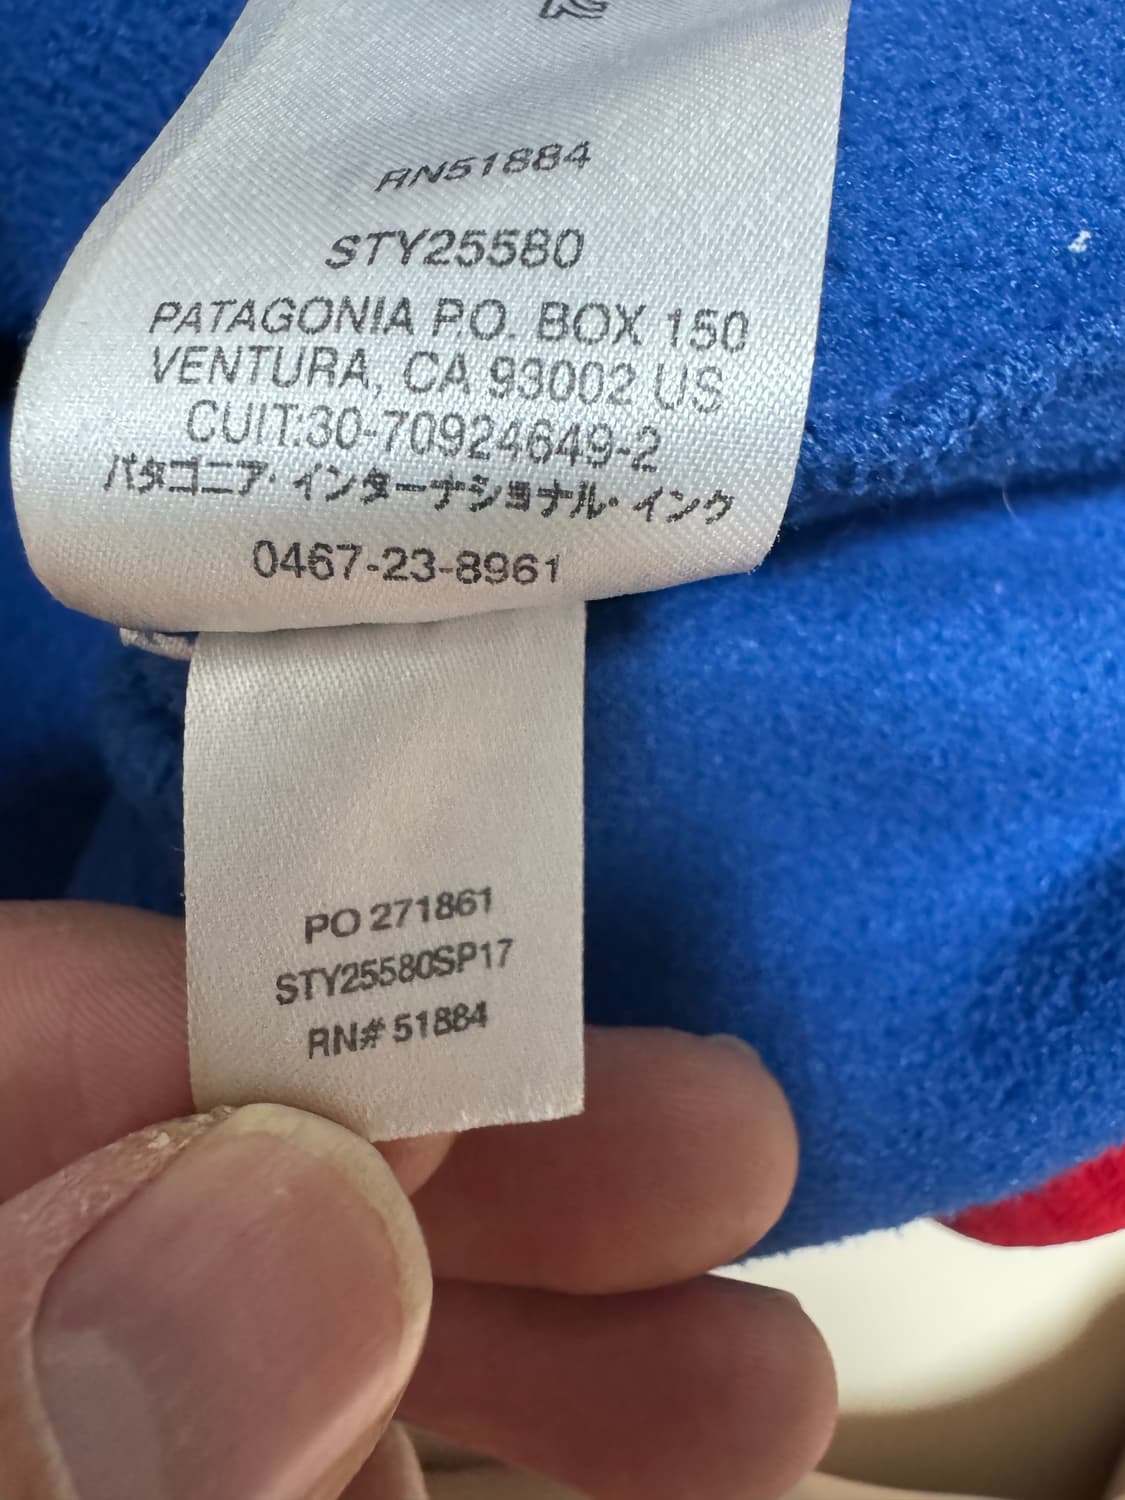 RN51884
STY25580
PATAGONIA P.O. BOX 150
VENTURA, CA 93002 US
CUIT:30-70924649-2
パタゴニア・インターナショナル・インク
0467-23-8961
PO 271861
STY25580SP17
RN# 51884